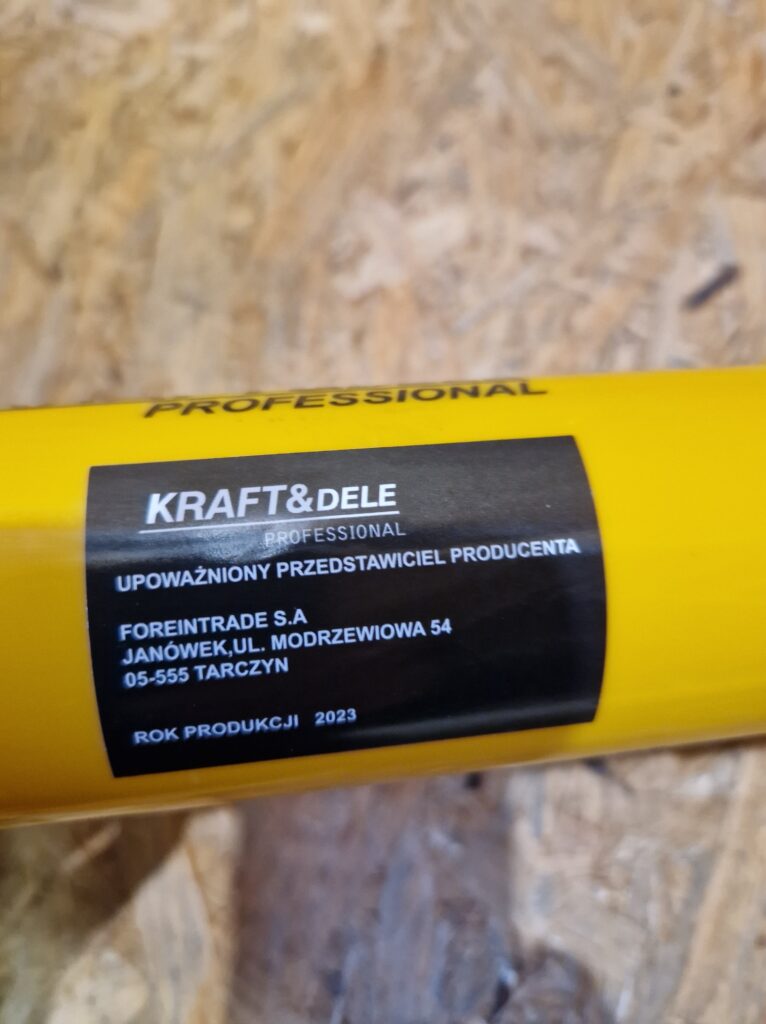 PROFESSIONAL
KRAFT&DELE
PROFESSIONAL
UPOWAŻNIONY PRZEDSTAWICIEL PRODUCENTA
FOREINTRADE S.A
JANÓWEK,UL. MODRZEWIOWA 54
05-555 TARCZYN
ROK PRODUKCJI 2023